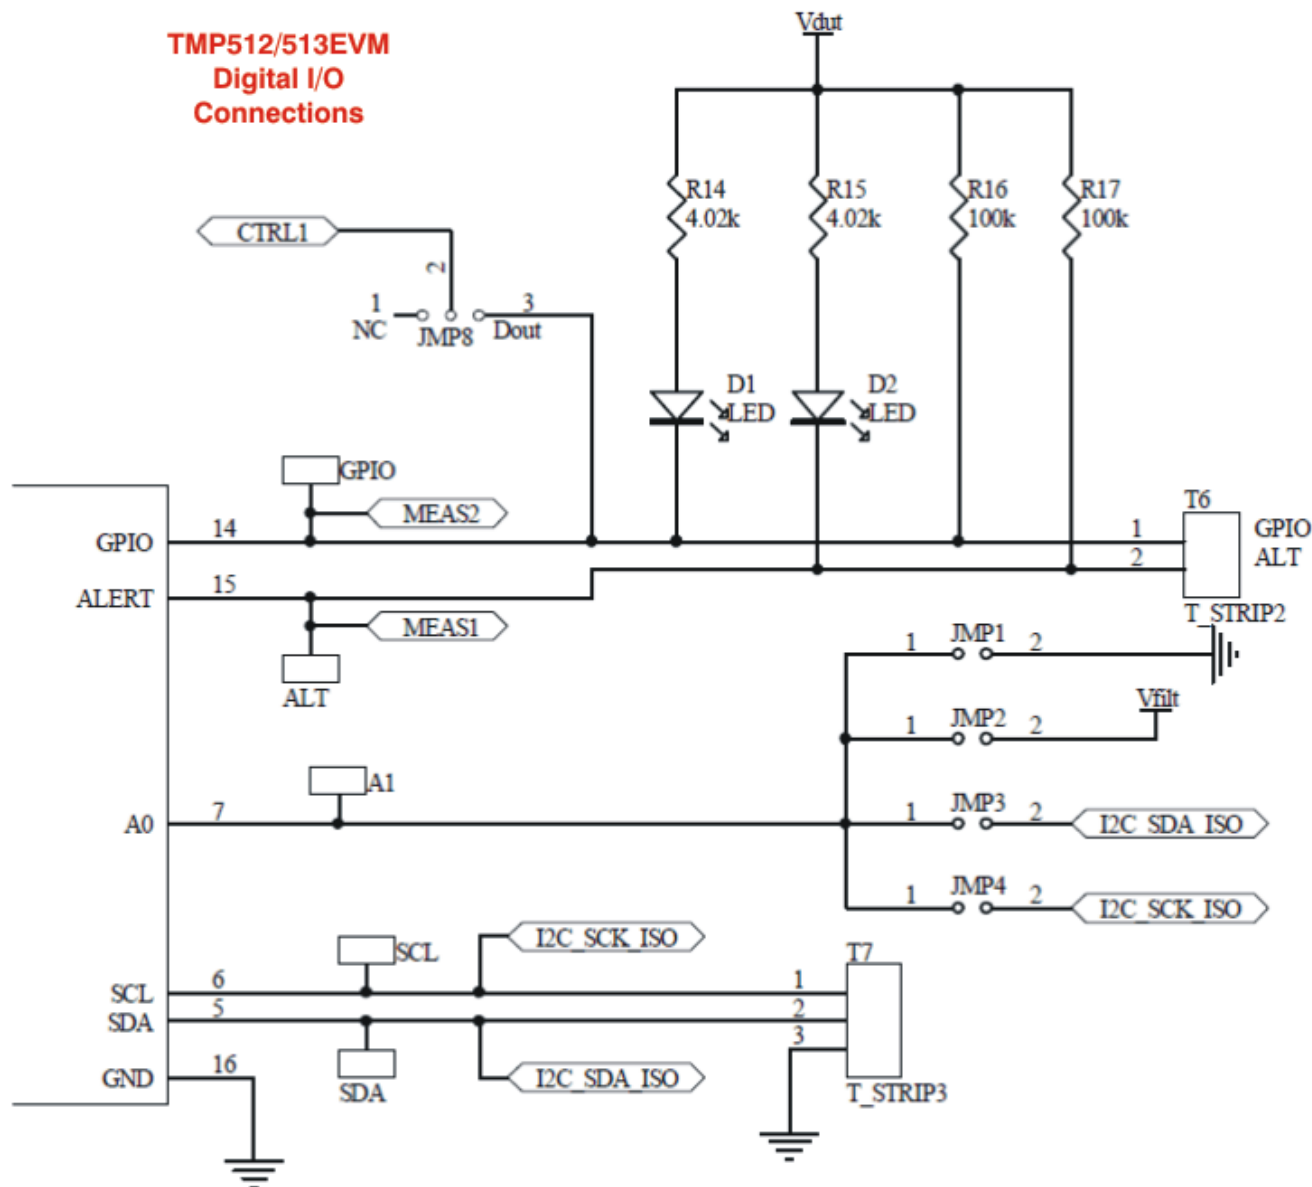 TMP512/513EVM
Digital I/O
Connections
Vdut
R14
4.02k
R15
4.02k
R16
100k
R17
100k
CTRL1
2
1
NC
JMP8
3
Dout
D1
LED
D2
LED
GPIO
MEAS2
GPIO
14
ALERT
15
MEAS1
ALT
T6
1
2
GPIO
ALT
T_STRIP2
1
JMP1
2
Vfilt
1
JMP2
2
A1
A0
7
1
JMP3
2
I2C_SDA_ISO
1
JMP4
2
I2C_SCK_ISO
SCL
I2C_SCK_ISO
T7
SCL
6
SDA
5
1
2
3
GND
16
SDA
I2C_SDA_ISO
T_STRIP3